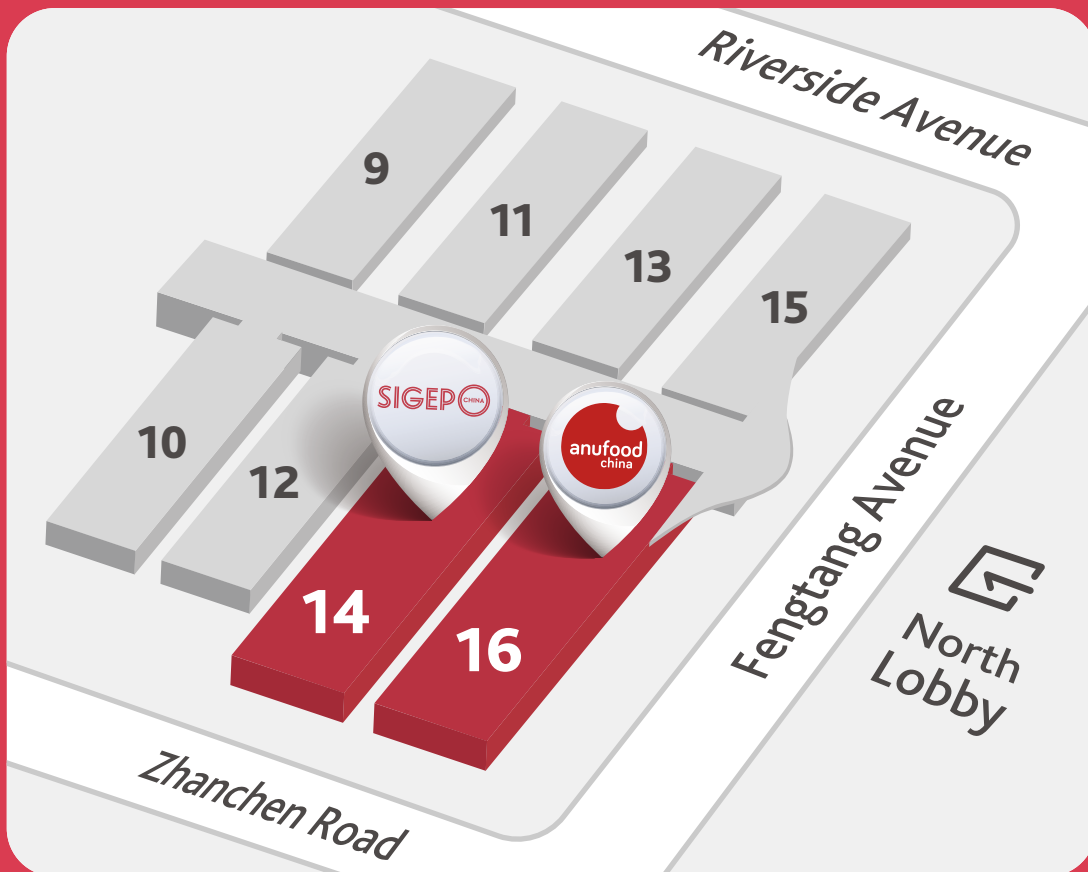 Riverside Avenue
9
11
13
15
SIGEP CHINA
anufood
china
10
12
14
16
Fengtang Avenue
1
North
Lobby
Zhanchen Road